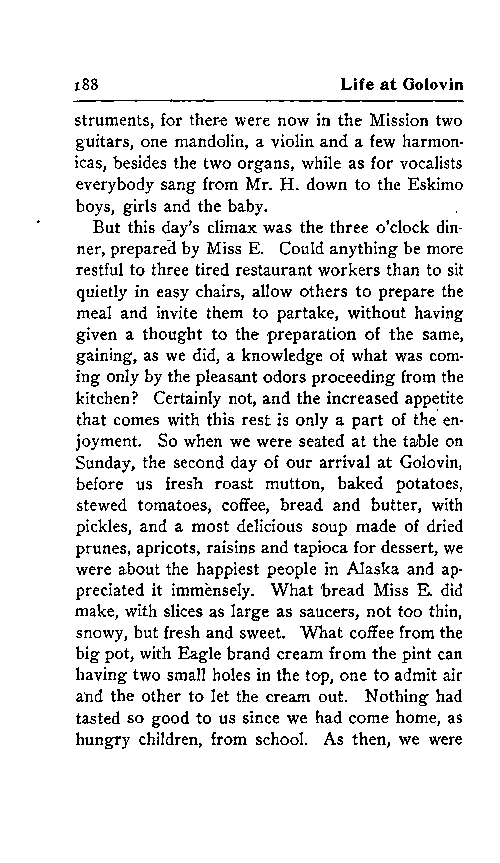 188 Life at Golovin
struments, for there were now in the Mission two
guitars, one mandolin, a violin and a few harmon-
icas, besides the two organs, while as for vocalists
everybody sang from Mr. H. down to the Eskimo
boys, girls and the baby.
But this day's climax was the three o'clock din-
ner, prepared by Miss E. Could anything be more
restful to three tired restaurant workers than to sit
quietly in easy chairs, allow others to prepare the
meal and invite them to partake, without having
given a thought to the preparation of the same,
gaining, as we did, a knowledge of what was com-
ing only by the pleasant odors proceeding from the
kitchen? Certainly not, and the increased appetite
that comes with this rest is only a part of the en-
joyment. So when we were seated at the table on
Sunday, the second day of our arrival at Golovin,
before us fresh roast mutton, baked potatoes,
stewed tomatoes, coffee, bread and butter, with
pickles, and a most delicious soup made of dried
prunes, apricots, raisins and tapioca for dessert, we
were about the happiest people in Alaska and ap-
preciated it immensely. What bread Miss E. did
make, with slices as large as saucers, not too thin,
snowy, but fresh and sweet. What coffee from the
big pot, with Eagle brand cream from the pint can
having two small holes in the top, one to admit air
and the other to let the cream out. Nothing had
tasted so good to us since we had come home, as
hungry children, from school. As then, we were